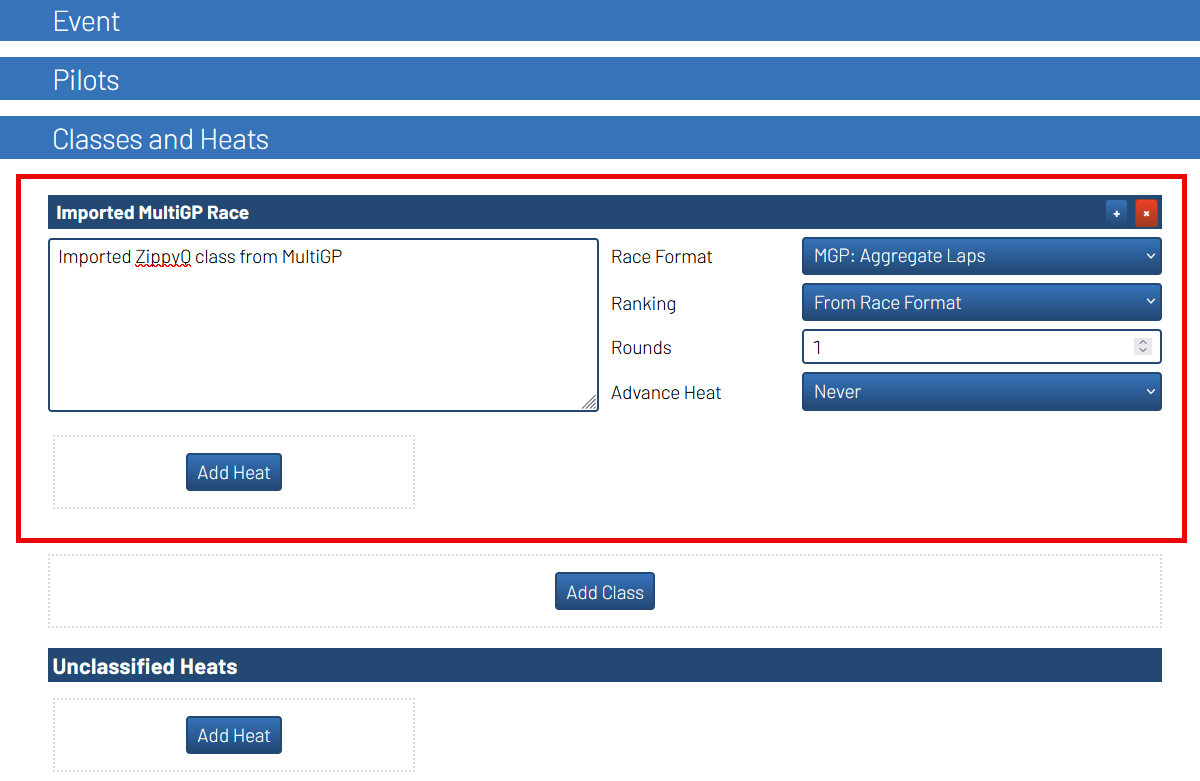 Event
Pilots
Classes and Heats
Imported MultiGP Race
+ ×
Imported ZippyQ class from MultiGP
Race Format MGP: Aggregate Laps
Ranking From Race Format
Rounds 1
Advance Heat Never
Add Heat
Add Class
Unclassified Heats
Add Heat